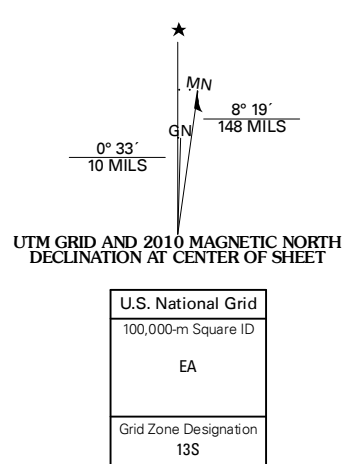 ★
MN
8° 19´
148 MILS
GN
0° 33´
10 MILS
UTM GRID AND 2010 MAGNETIC NORTH
DECLINATION AT CENTER OF SHEET
U.S. National Grid
100,000-m Square ID
EA
Grid Zone Designation
13S